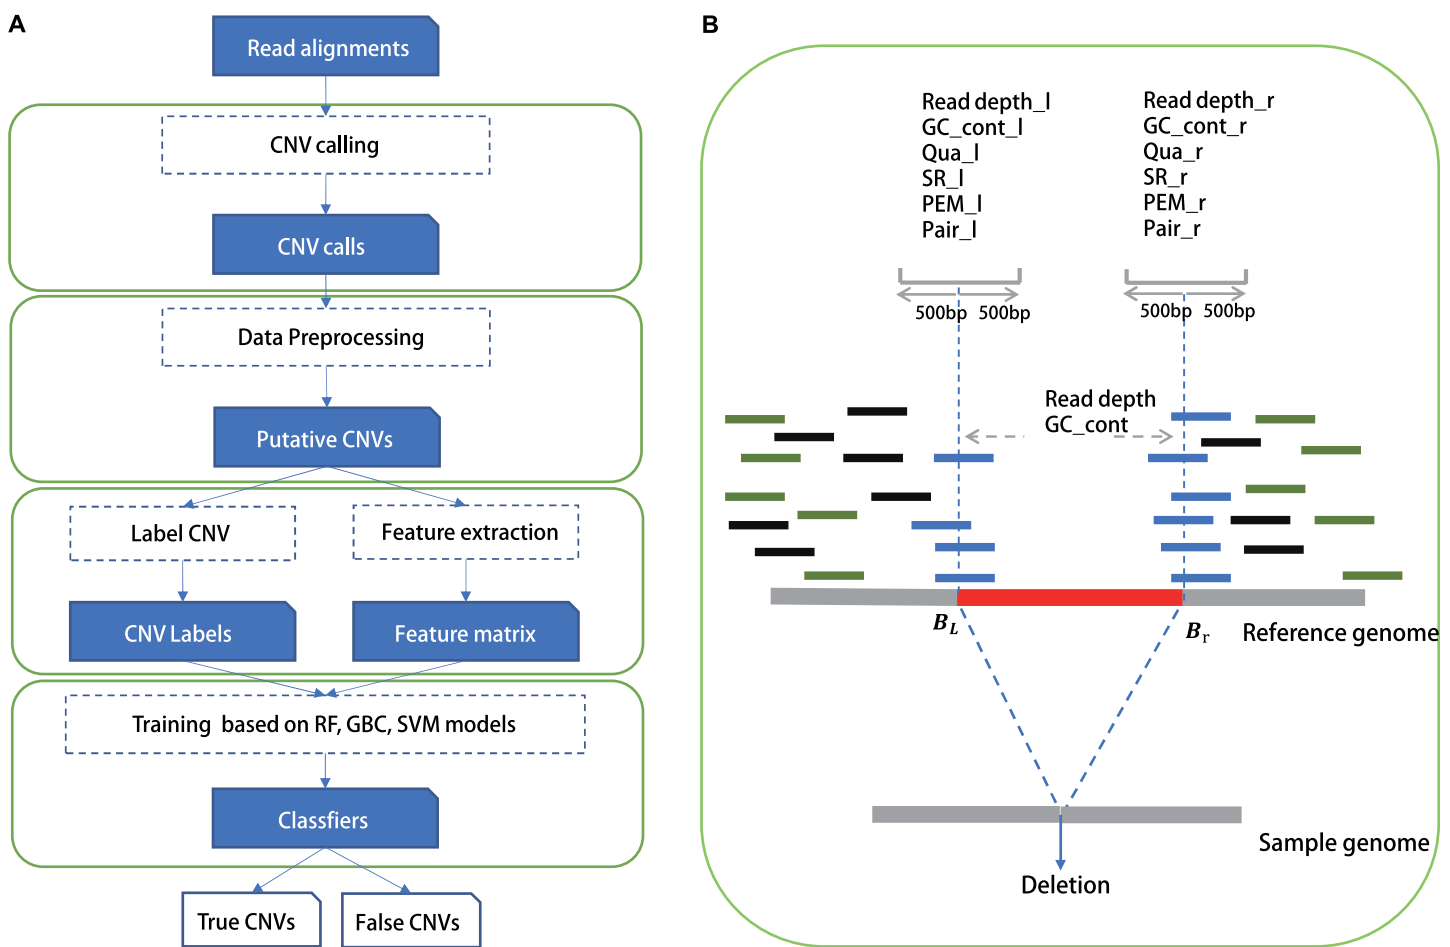 A
Read alignments
CNV calling
CNV calls
Data Preprocessing
Putative CNVs
Label CNV
Feature extraction
CNV Labels
Feature matrix
Training based on RF, GBC, SVM models
Classfiers
True CNVs
False CNVs
B
Read depth_l
GC_cont_l
Qua_l
SR_l
PEM_l
Pair_l
Read depth_r
GC_cont_r
Qua_r
SR_r
PEM_r
Pair_r
500bp 500bp
500bp 500bp
Read depth
GC_cont
B_L
B_r
Reference genome
Sample genome
Deletion